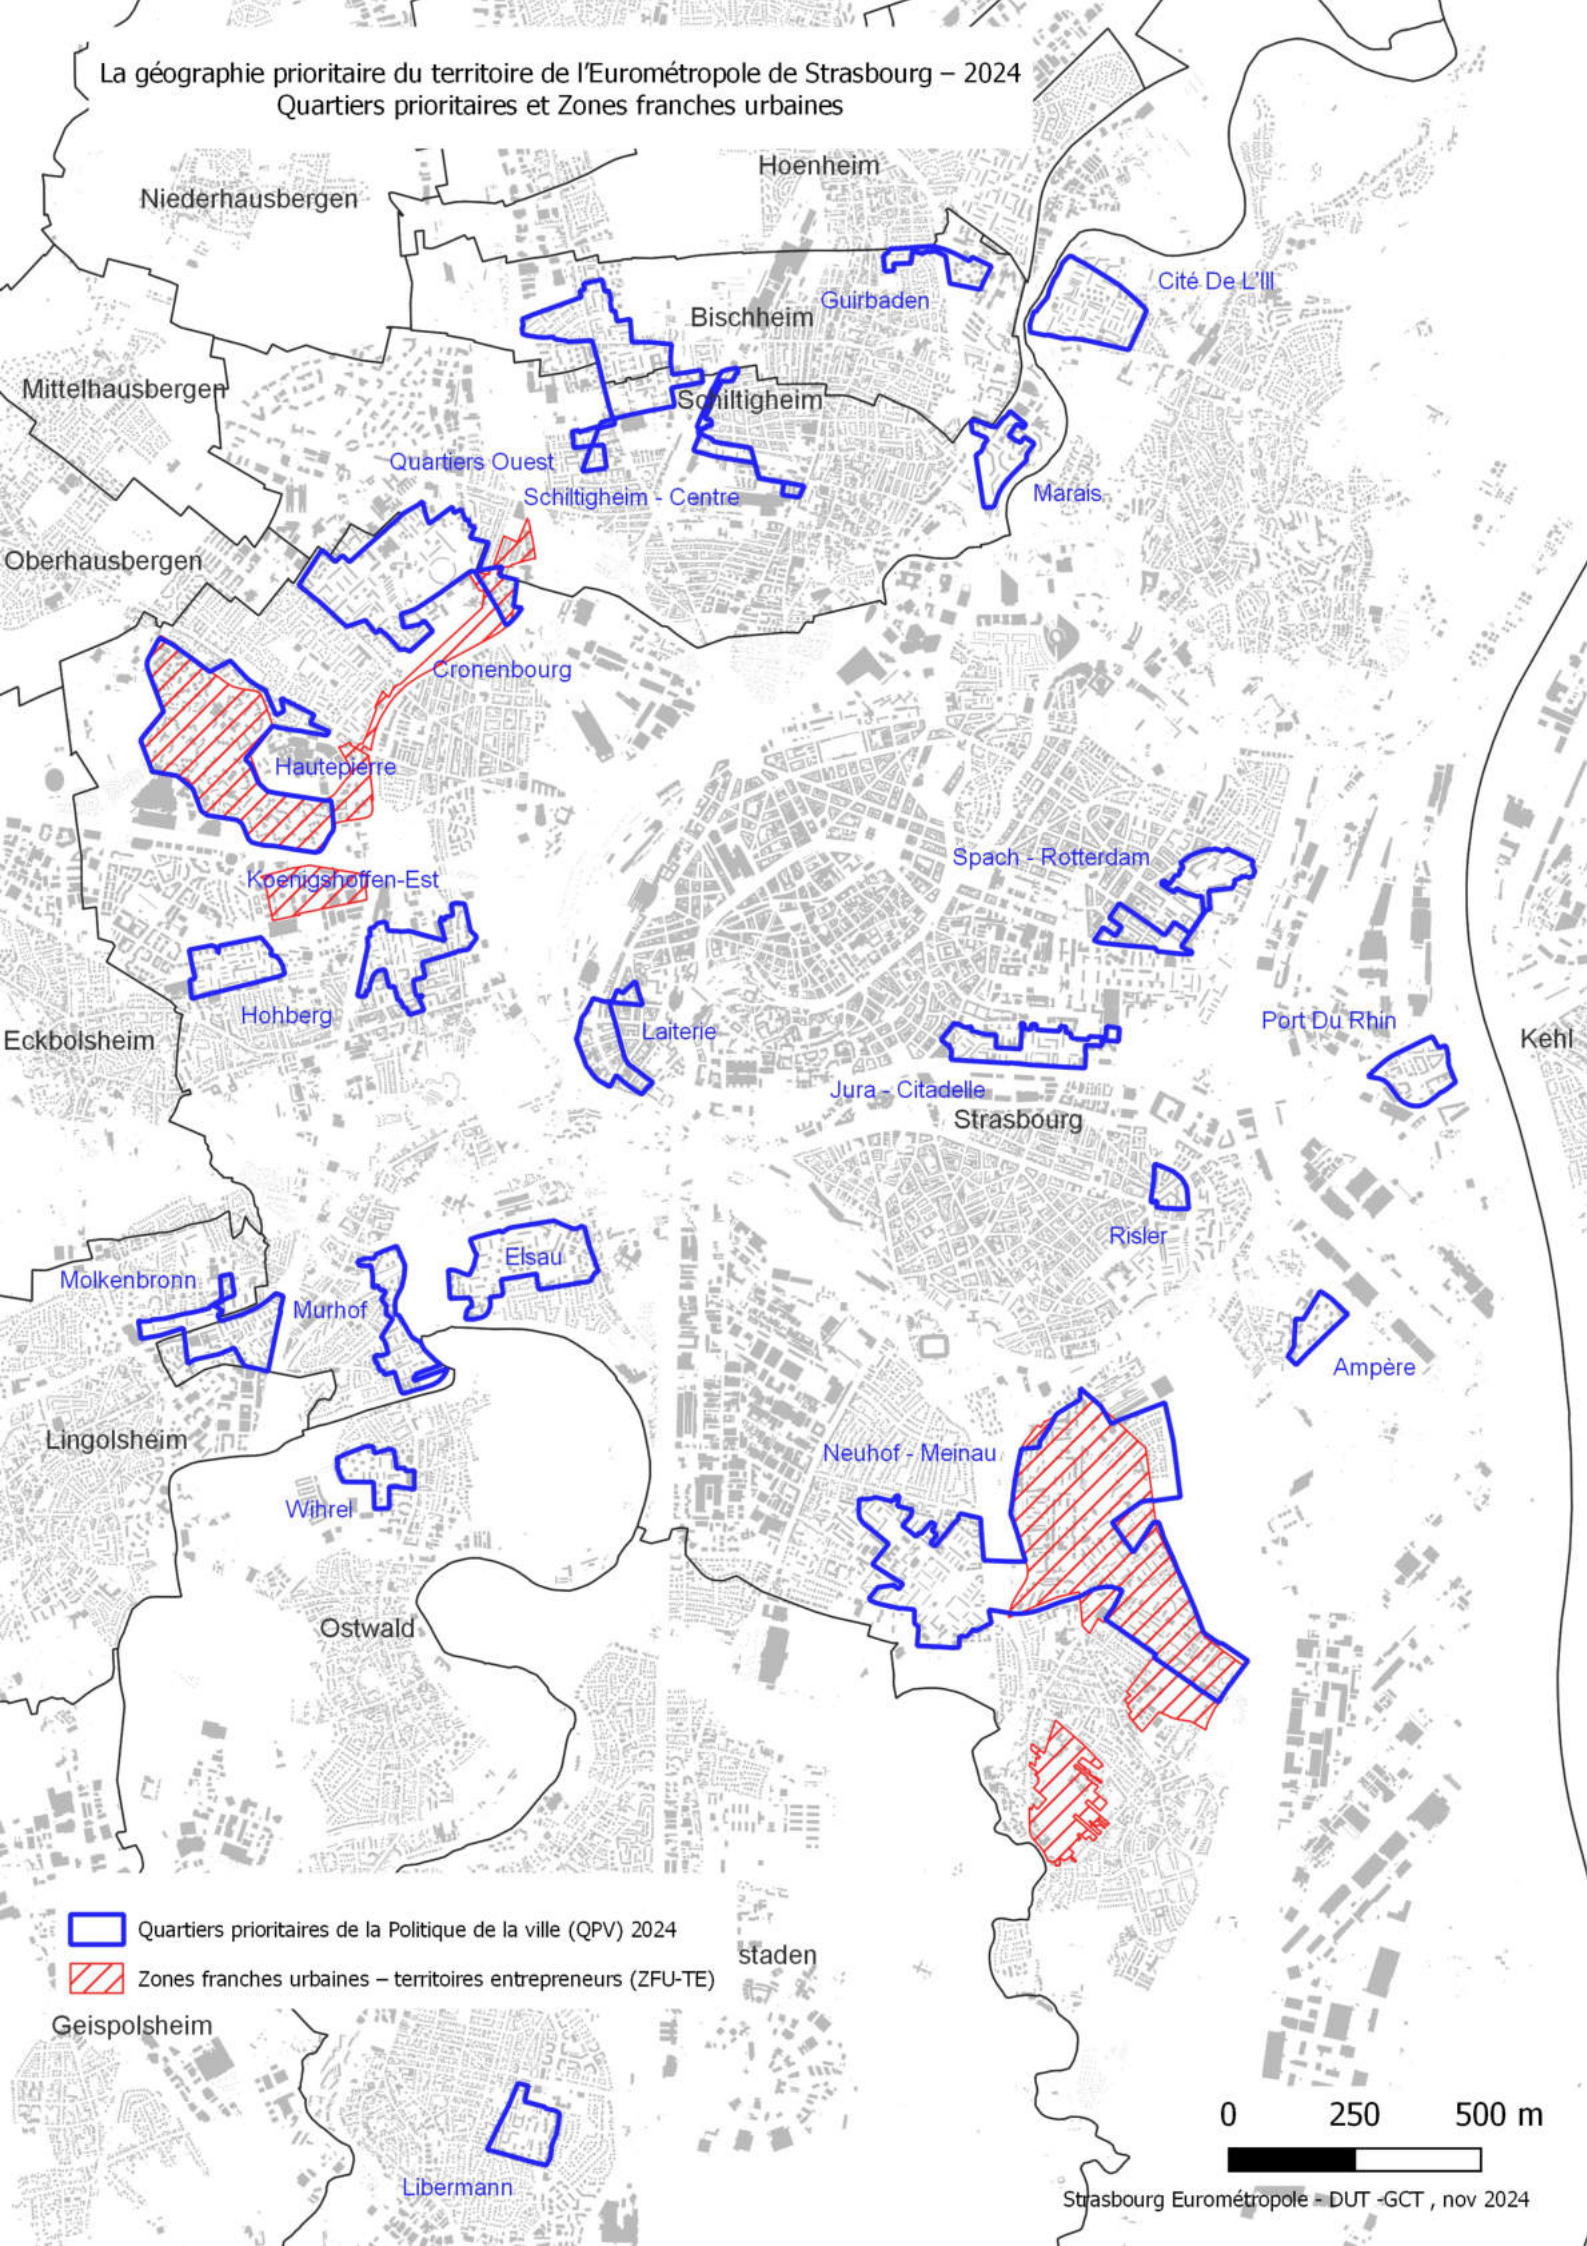 La géographie prioritaire du territoire de l'Eurométropole de Strasbourg – 2024
Quartiers prioritaires et Zones franches urbaines
Hoenheim
Niederhausbergen
Cité De L'Ill
Guirbaden
Bischheim
Mittelhausbergen
Schiltigheim
Quartiers Ouest
Schiltigheim - Centre
Marais
Oberhausbergen
Cronenbourg
Hautepierre
Spach - Rotterdam
Koenigshoffen-Est
Hohberg
Port Du Rhin
Laiterie
Eckbolsheim
Kehl
Jura - Citadelle
Strasbourg
Risler
Elsau
Molkenbronn
Murhof
Ampère
Lingolsheim
Neuhof - Meinau
Wihrel
Ostwald
Quartiers prioritaires de la Politique de la ville (QPV) 2024
staden
Zones franches urbaines – territoires entrepreneurs (ZFU-TE)
Geispolsheim
0 250 500 m
Libermann
Strasbourg Eurométropole - DUT -GCT , nov 2024